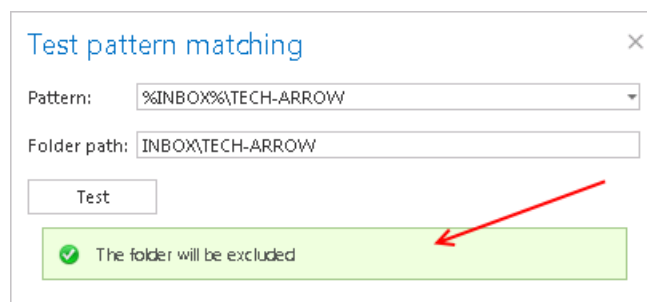 Test pattern matching
Pattern: %INBOX%\TECH-ARROW
Folder path: INBOX\TECH-ARROW
Test
The folder will be excluded